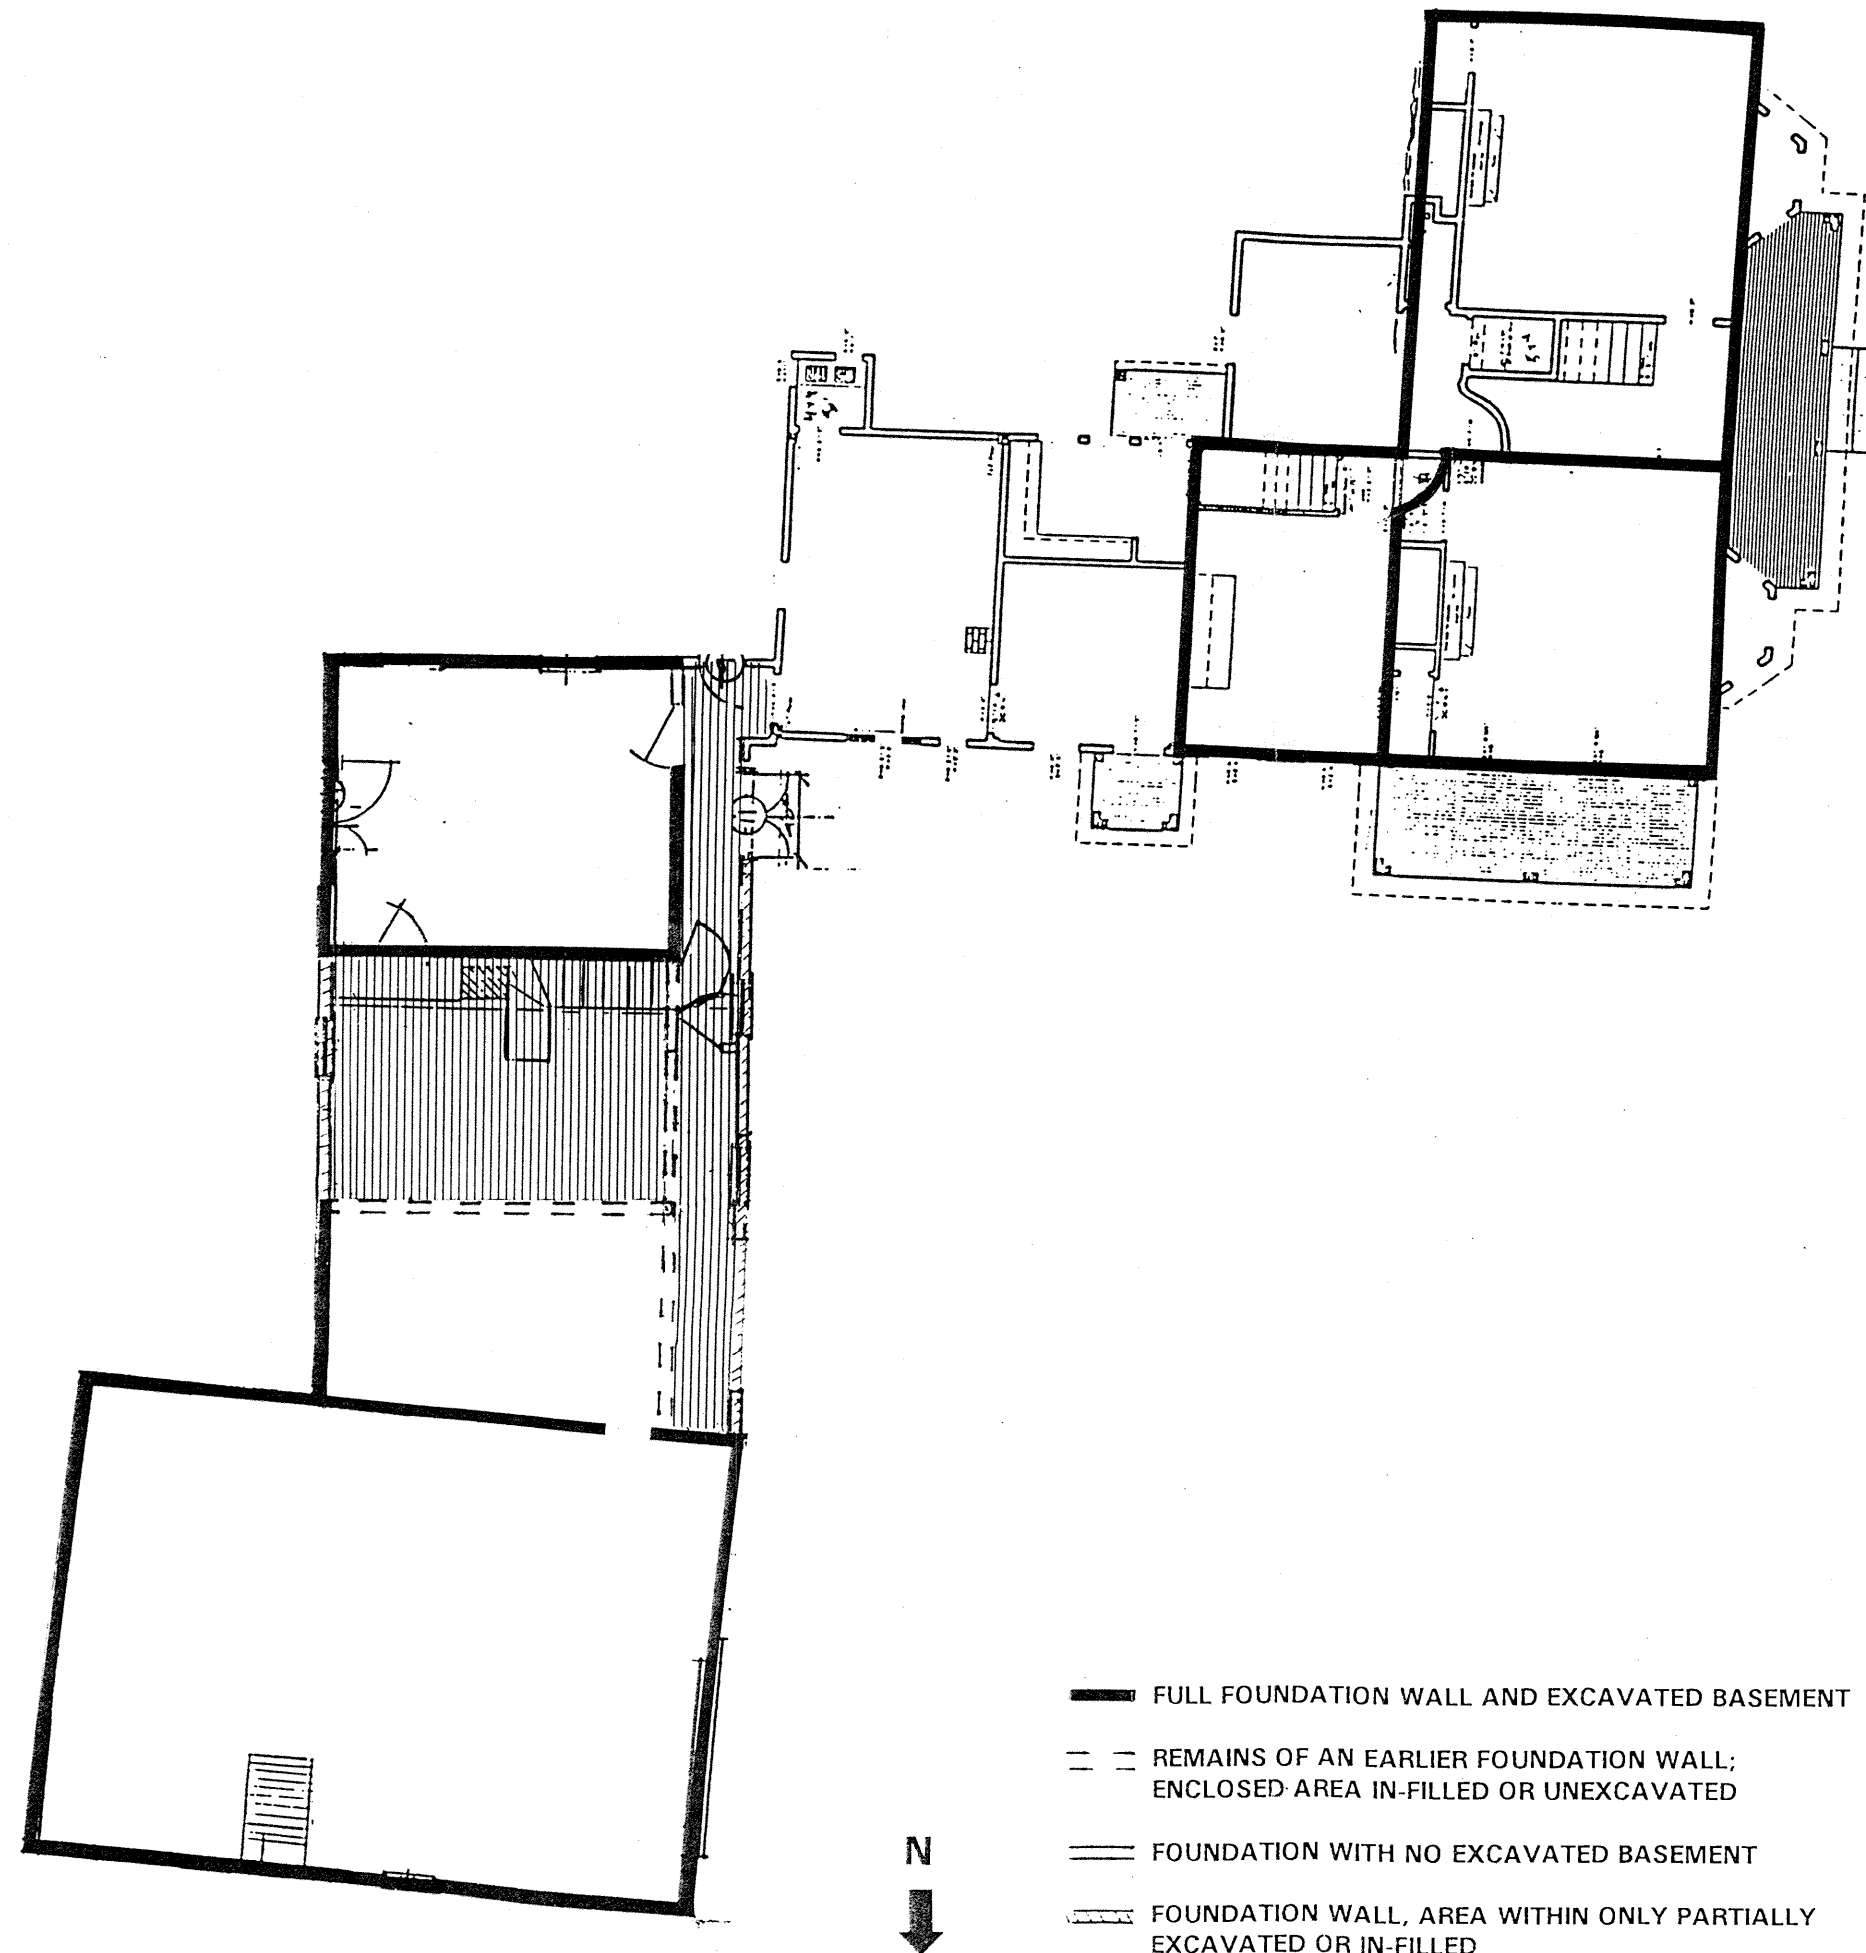 FULL FOUNDATION WALL AND EXCAVATED BASEMENT
REMAINS OF AN EARLIER FOUNDATION WALL;
ENCLOSED AREA IN-FILLED OR UNEXCAVATED
N
FOUNDATION WITH NO EXCAVATED BASEMENT
FOUNDATION WALL, AREA WITHIN ONLY PARTIALLY
EXCAVATED OR IN-FILLED